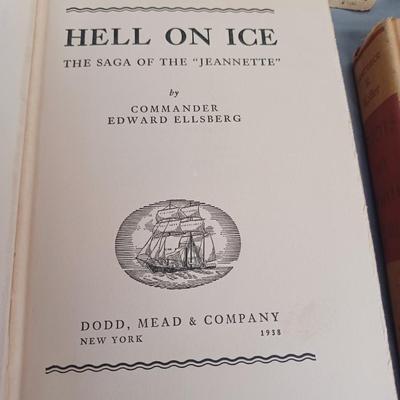 HELL ON ICE
THE SAGA OF THE "JEANNETTE"
by
COMMANDER
EDWARD ELLSBERG
DODD, MEAD & COMPANY
NEW YORK 1938